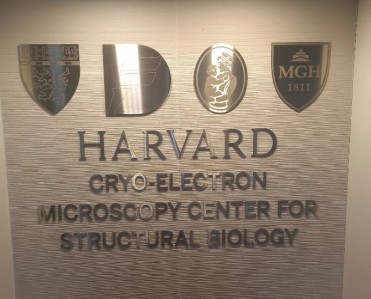 MGH
1811
HARVARD
CRYO-ELECTRON
MICROSCOPY CENTER FOR
STRUCTURAL BIOLOGY